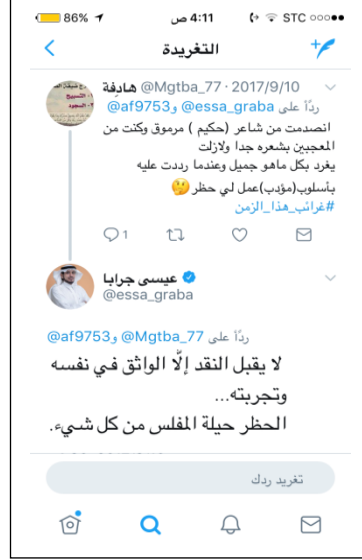 86% 4:11 ص STC
التغريدة
هادِفة @Mgtba_77 · 2017/9/10
ردًا على @essa_graba و@af9753
انصدمت من شاعر (حكيم ) مرموق وكنت من
المعجبين بشعره جدا ولازلت
يغرد بكل ماهو جميل وعندما رددت عليه
بأسلوب(مؤدب)عمل لي حظر 🤔
#غرائب_هذا_الزمن
1
عيسى جرابا
@essa_graba
ردًا على @Mgtba_77 و@af9753
لا يقبل النقد إلَّا الواثق في نفسه
وتجربته...
الحظر حيلة المفلس من كل شيء.
تغريد ردك